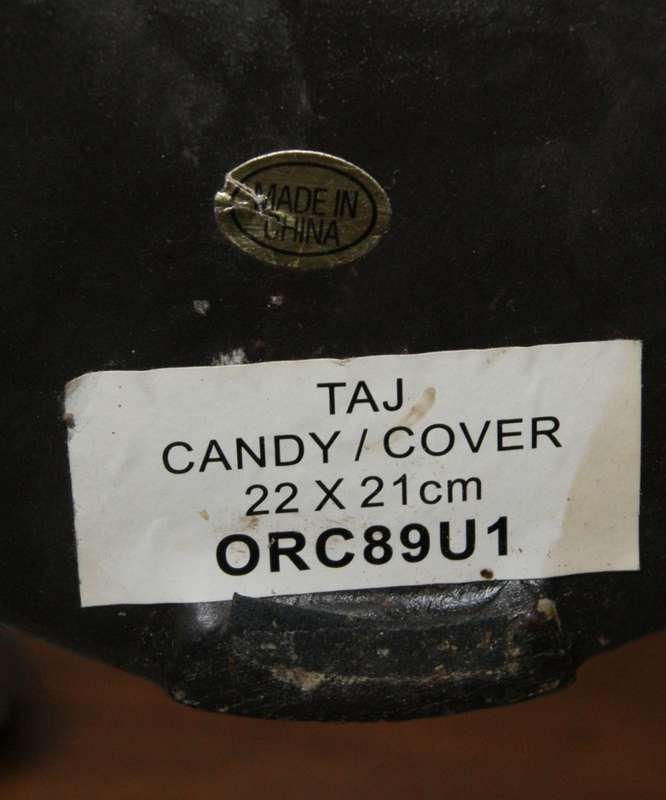 MADE IN
CHINA
TAJ
CANDY / COVER
22 X 21cm
ORC89U1